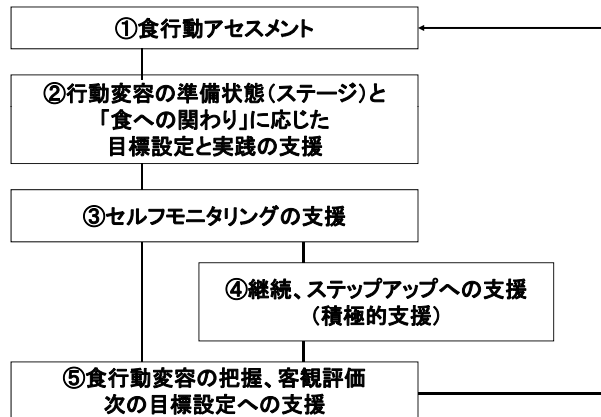 ①食行動アセスメント
②行動変容の準備状態（ステージ）と
「食への関わり」に応じた
目標設定と実践の支援
③セルフモニタリングの支援
④継続、ステップアップへの支援
（積極的支援）
⑤食行動変容の把握、客観評価
次の目標設定への支援